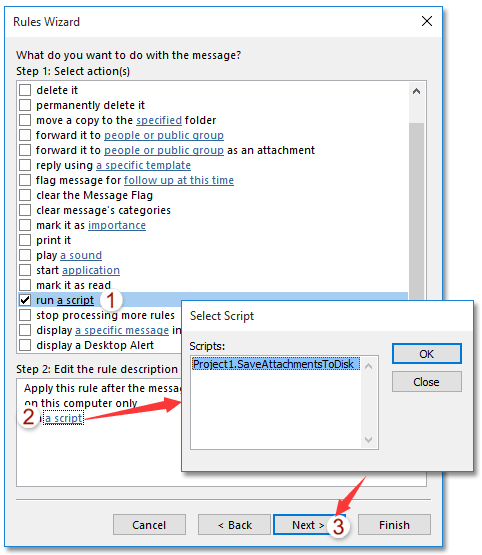 Rules Wizard
What do you want to do with the message?
Step 1: Select action(s)
delete it
permanently delete it
move a copy to the specified folder
forward it to people or public group
forward it to people or public group as an attachment
reply using a specific template
flag message for follow up at this time
clear the Message Flag
clear message's categories
mark it as importance
print it
play a sound
start application
mark it as read
run a script 1
stop processing more rules
display a specific message in
display a Desktop Alert
Select Script
Scripts:
Project1.SaveAttachmentsToDisk
OK
Close
Step 2: Edit the rule description
Apply this rule after the messag
on this computer only
2 a script
Cancel
< Back
Next > 3
Finish